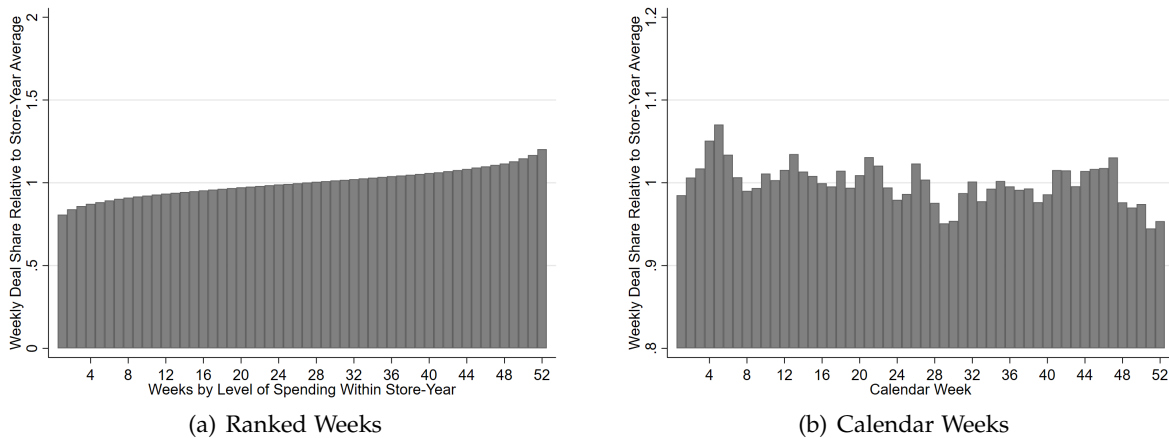 Weekly Deal Share Relative to Store-Year Average
2
1.5
1
.5
0
4 8 12 16 20 24 28 32 36 40 44 48 52
Weeks by Level of Spending Within Store-Year
(a) Ranked Weeks
Weekly Deal Share Relative to Store-Year Average
1.2
1.1
1
.9
.8
4 8 12 16 20 24 28 32 36 40 44 48 52
Calendar Week
(b) Calendar Weeks